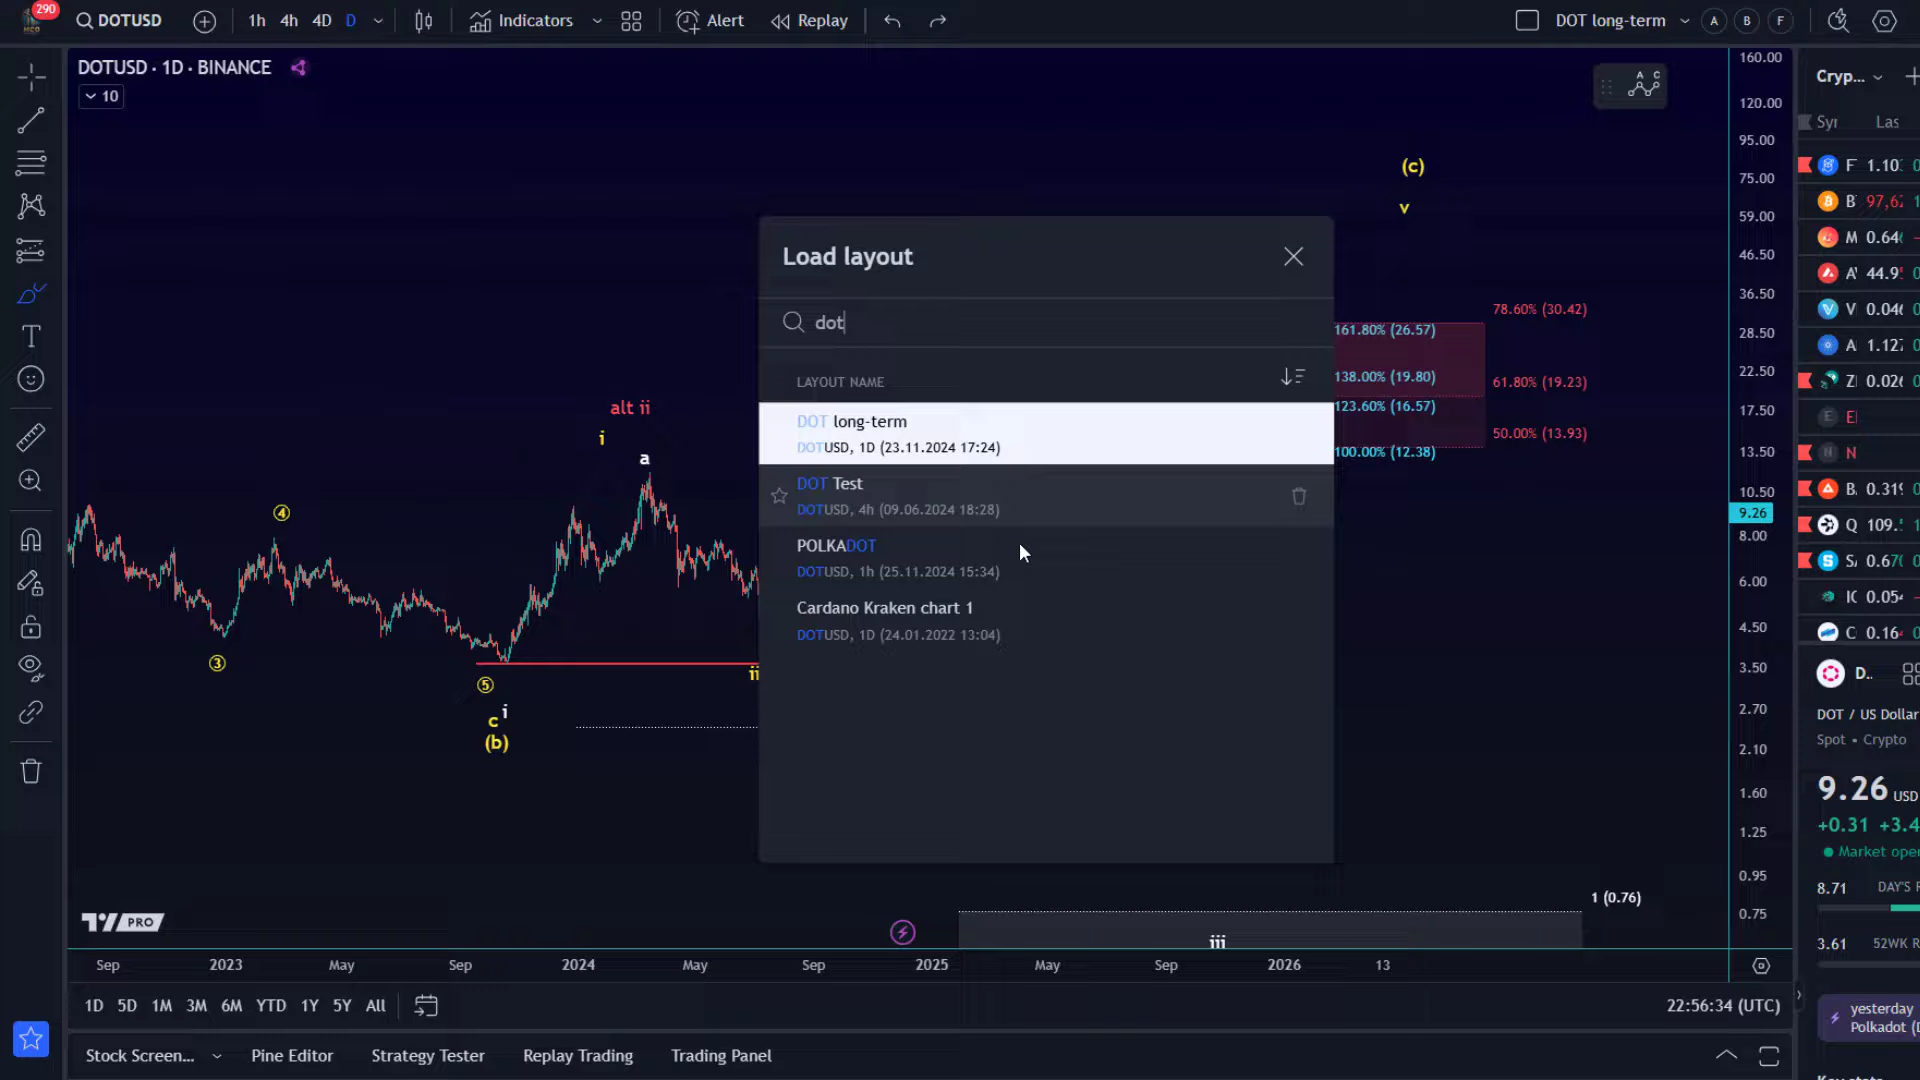 290
DOTUSD
1h 4h 4D D
Indicators
Alert
Replay
DOT long-term
A B F
DOTUSD · 1D · BINANCE
10
A C
160.00
120.00
95.00
75.00
59.00
46.50
36.50
28.50
22.50
17.50
13.50
10.50
9.26
8.00
6.00
4.50
3.50
2.70
2.10
1.60
1.25
0.95
0.75
(c)
v
78.60% (30.42)
161.80% (26.57)
138.00% (19.80)
61.80% (19.23)
123.60% (16.57)
50.00% (13.93)
100.00% (12.38)
alt ii
i
a
④
③
⑤
c i
(b)
ii
Load layout
dot
LAYOUT NAME
DOT long-term
DOTUSD, 1D (23.11.2024 17:24)
DOT Test
DOTUSD, 4h (09.06.2024 18:28)
POLKADOT
DOTUSD, 1h (25.11.2024 15:34)
Cardano Kraken chart 1
DOTUSD, 1D (24.01.2022 13:04)
1 (0.76)
iii
PRO
Sep 2023 May Sep 2024 May Sep 2025 May Sep 2026 13
1D 5D 1M 3M 6M YTD 1Y 5Y All
22:56:34 (UTC)
Stock Screen...
Pine Editor
Strategy Tester
Replay Trading
Trading Panel
Cryp...
Syr Las
1.10
B 97,62
M 0.64
44.9
V 0.04
1.12
0.02
E
N
B. 0.319
Q 109.
0.67
IC 0.05
0.16
D..
DOT / US Dollar
Spot • Crypto
9.26 USD
+0.31 +3.4
Market oper
8.71 DAY'S R
3.61 52WK R
yesterday
Polkadot (